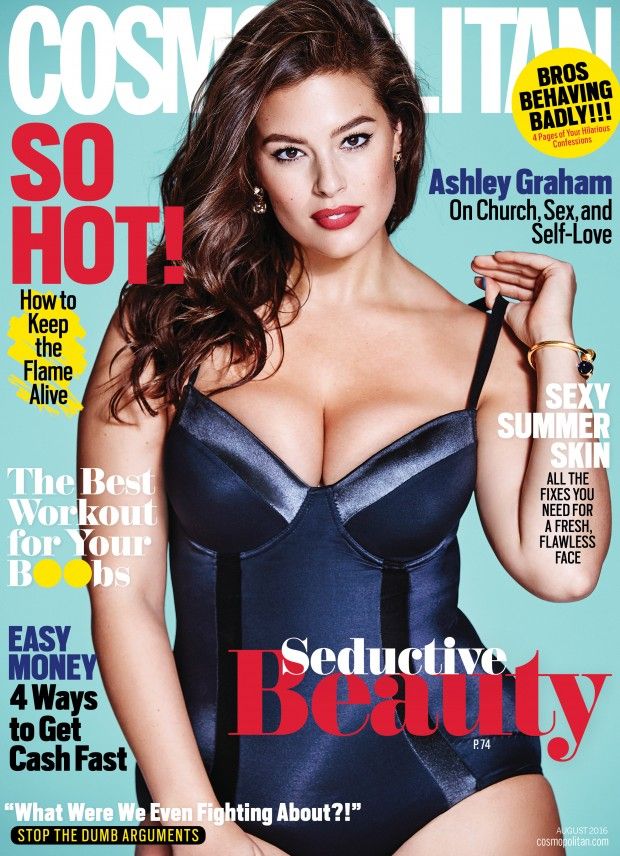 COSMOPOLITAN
BROS
BEHAVING
BADLY!!!
4 Pages of Your Hilarious
Confessions
SO
HOT!
How to
Keep
the
Flame
Alive
Ashley Graham
On Church, Sex, and
Self-Love
SEXY
SUMMER
SKIN
ALL THE
FIXES YOU
NEED FOR
A FRESH,
FLAWLESS
FACE
The Best
Workout
for Your
Boobs
EASY
MONEY
4 Ways
to Get
Cash Fast
Seductive
Beauty
P. 74
“What Were We Even Fighting About?!”
STOP THE DUMB ARGUMENTS
AUGUST 2016
cosmopolitan.com